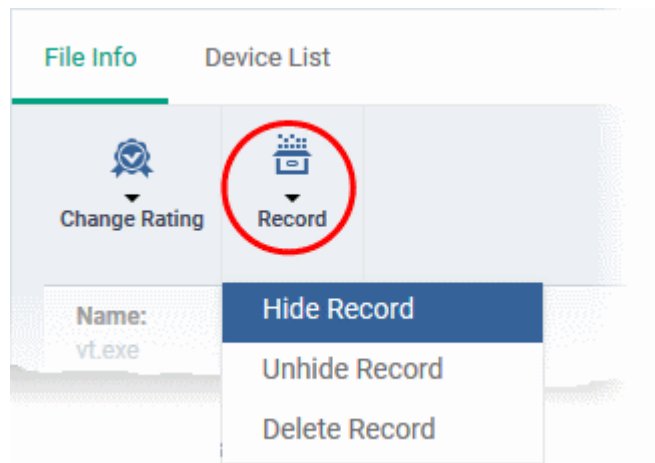 File Info Device List
Change Rating Record
Name:
vt.exe
Hide Record
Unhide Record
Delete Record